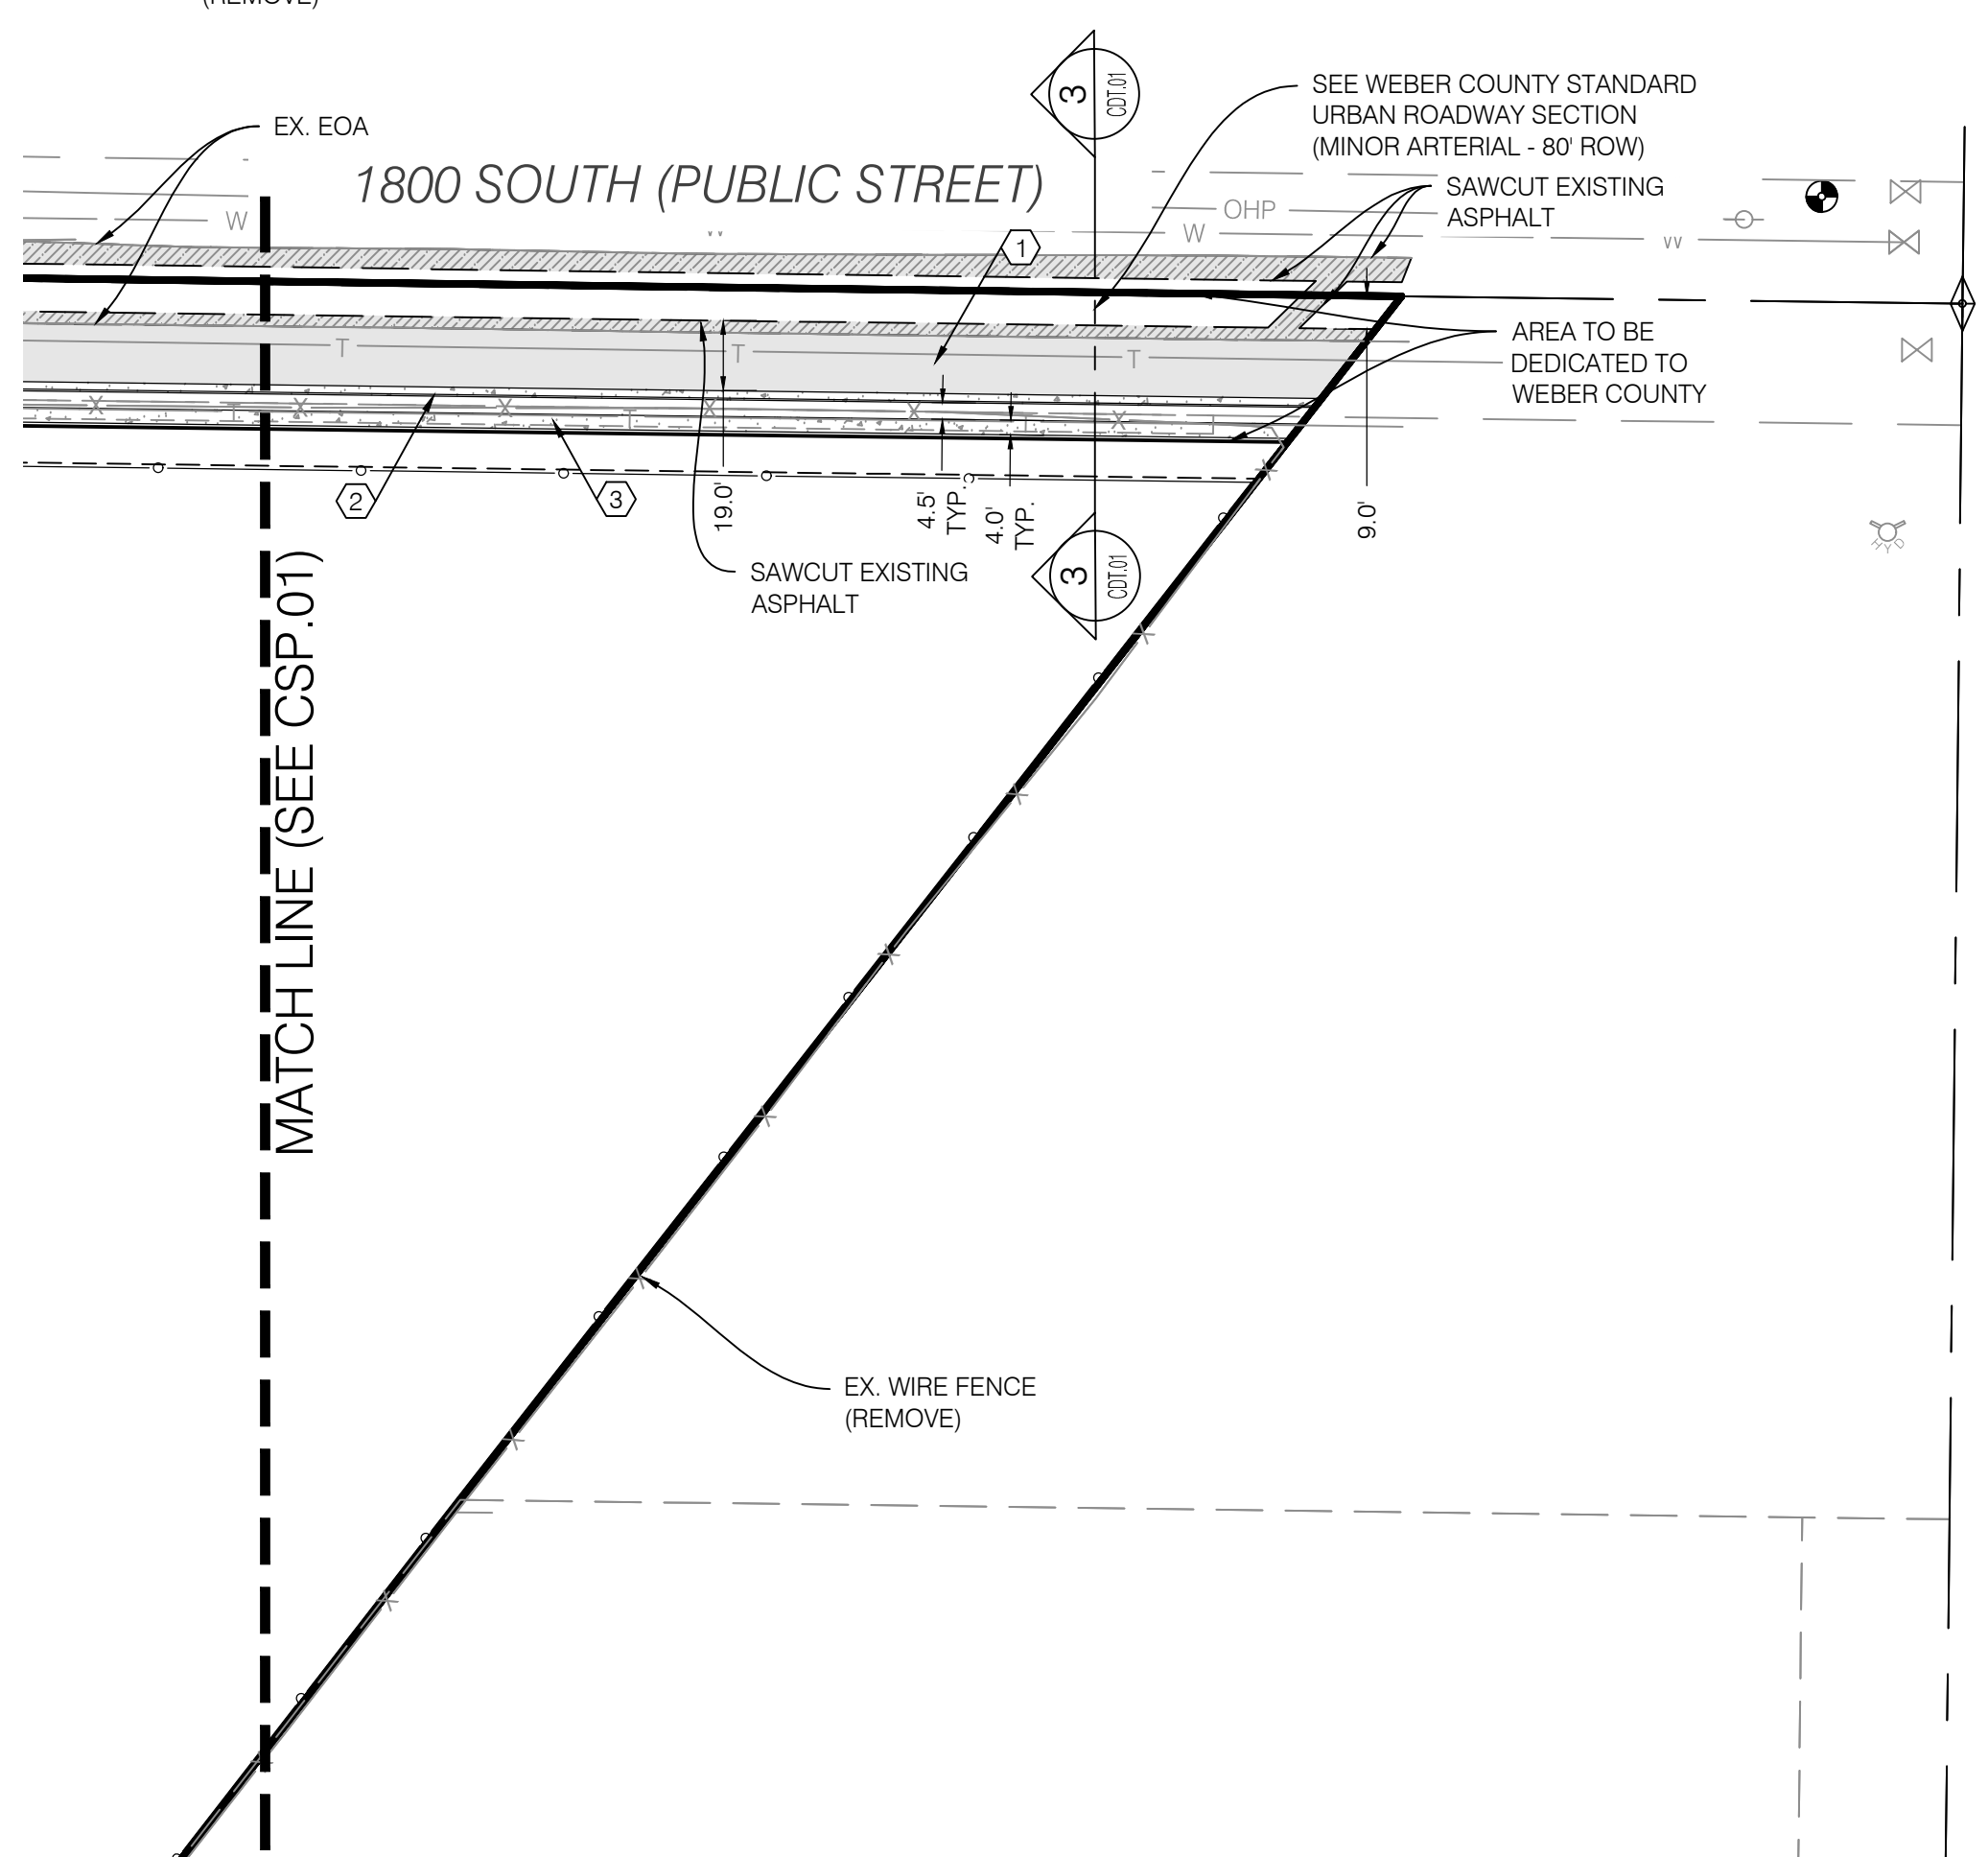 (REMOVE)
3
CDT.01
SEE WEBER COUNTY STANDARD
URBAN ROADWAY SECTION
(MINOR ARTERIAL - 80' ROW)
EX. EOA
1800 SOUTH (PUBLIC STREET)
SAWCUT EXISTING
ASPHALT
OHP
W
W
W
1
AREA TO BE
DEDICATED TO
WEBER COUNTY
T
T
T
X
T
X
X
T
X
X
T
X
T
2
3
19.0'
4.5'
TYP.
4.0'
TYP.
9.0'
HYD
3
CDT.01
SAWCUT EXISTING
ASPHALT
MATCH LINE (SEE CSP.01)
EX. WIRE FENCE
(REMOVE)